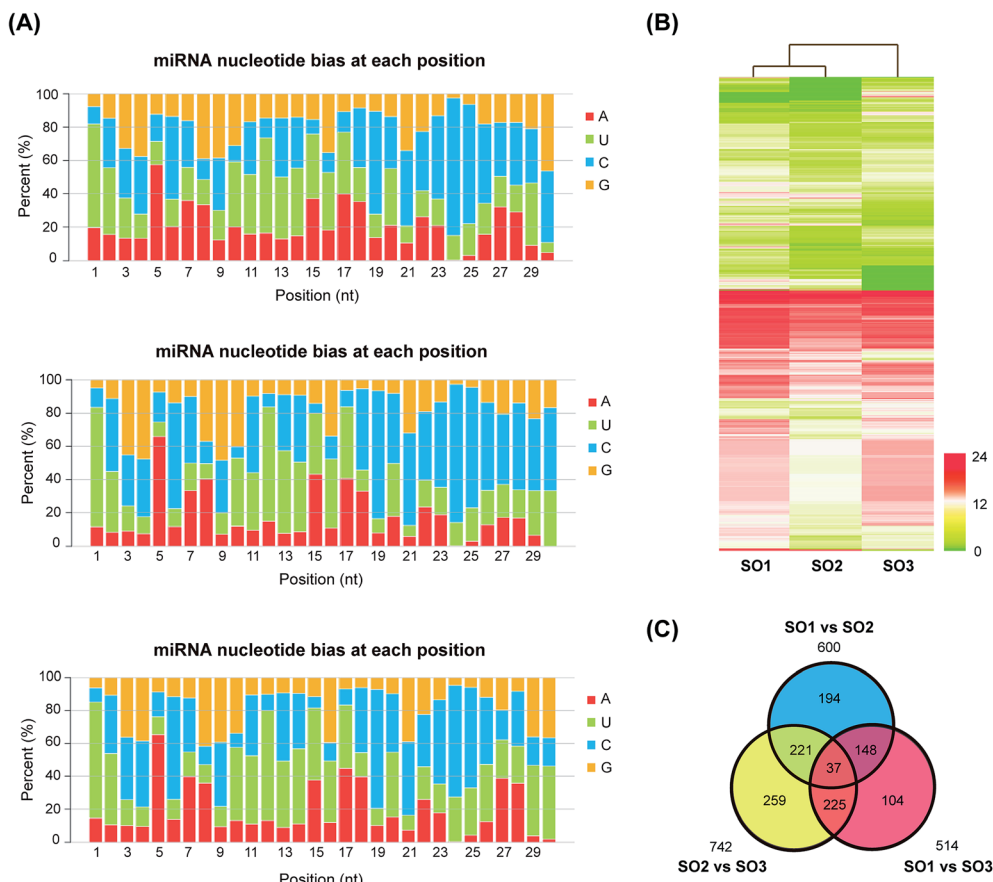 (A)
miRNA nucleotide bias at each position
Percent (%)
100
80
60
40
20
0
1 3 5 7 9 11 13 15 17 19 21 23 25 27 29
Position (nt)
A
U
C
G
miRNA nucleotide bias at each position
Percent (%)
100
80
60
40
20
0
1 3 5 7 9 11 13 15 17 19 21 23 25 27 29
Position (nt)
A
U
C
G
miRNA nucleotide bias at each position
Percent (%)
100
80
60
40
20
0
1 3 5 7 9 11 13 15 17 19 21 23 25 27 29
Position (nt)
A
U
C
G
(B)
24
12
0
SO1 SO2 SO3
(C)
SO1 vs SO2
600
194
221
148
37
259
225
104
742
SO2 vs SO3
514
SO1 vs SO3